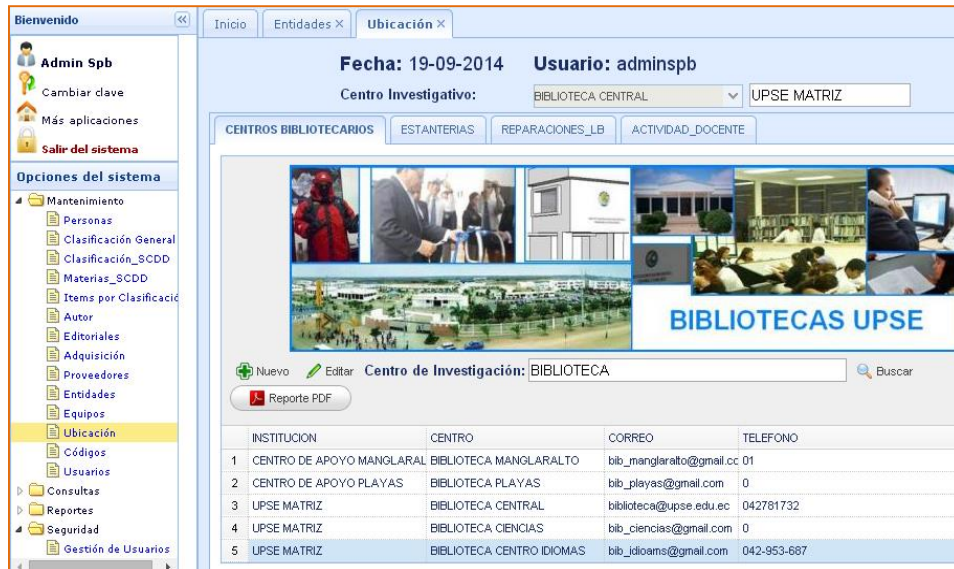 Bienvenido
Admin Spb
Cambiar clave
Más aplicaciones
Salir del sistema
Opciones del sistema
Mantenimiento
Personas
Clasificación General
Clasificación_SCDD
Materias_SCDD
Items por Clasificació
Autor
Editoriales
Adquisición
Proveedores
Entidades
Equipos
Ubicación
Códigos
Usuarios
Consultas
Reportes
Seguridad
Gestión de Usuarios
Inicio Entidades Ubicación
Fecha: 19-09-2014 Usuario: adminspb
Centro Investigativo: BIBLIOTECA CENTRAL UPSE MATRIZ
CENTROS BIBLIOTECARIOS ESTANTERIAS REPARACIONES_LB ACTIVIDAD_DOCENTE
BIBLIOTECAS UPSE
Nuevo Editar Centro de Investigación: BIBLIOTECA Buscar
Reporte PDF
INSTITUCION CENTRO CORREO TELEFONO
1 CENTRO DE APOYO MANGLARAL BIBLIOTECA MANGLARALTO bib_manglaralto@gmail.cc 01
2 CENTRO DE APOYO PLAYAS BIBLIOTECA PLAYAS bib_playas@gmail.com 0
3 UPSE MATRIZ BIBLIOTECA CENTRAL biblioteca@upse.edu.ec 042781732
4 UPSE MATRIZ BIBLIOTECA CIENCIAS bib_ciencias@gmail.com 0
5 UPSE MATRIZ BIBLIOTECA CENTRO IDIOMAS bib_idioams@gmail.com 042-953-687